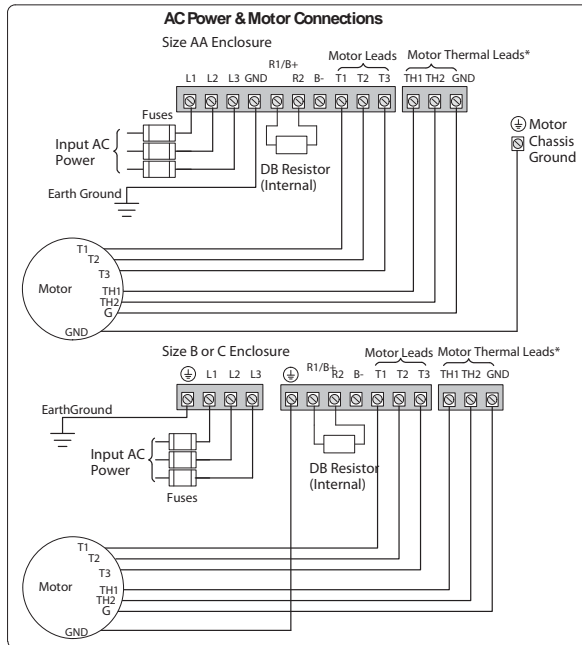 AC Power & Motor Connections
Size AA Enclosure
Motor Leads
Motor Thermal Leads*
L1 L2 L3 GND R1/B+ R2 B- T1 T2 T3 TH1 TH2 GND
Fuses
Input AC
Power
DB Resistor
(Internal)
Motor
Chassis
Ground
Earth Ground
T1
T2
T3
Motor
TH1
TH2
G
GND
Size B or C Enclosure
Motor Leads
Motor Thermal Leads*
L1 L2 L3 R1/B+ R2 B- T1 T2 T3 TH1 TH2 GND
EarthGround
Input AC
Power
Fuses
DB Resistor
(Internal)
T1
T2
T3
Motor
TH1
TH2
G
GND